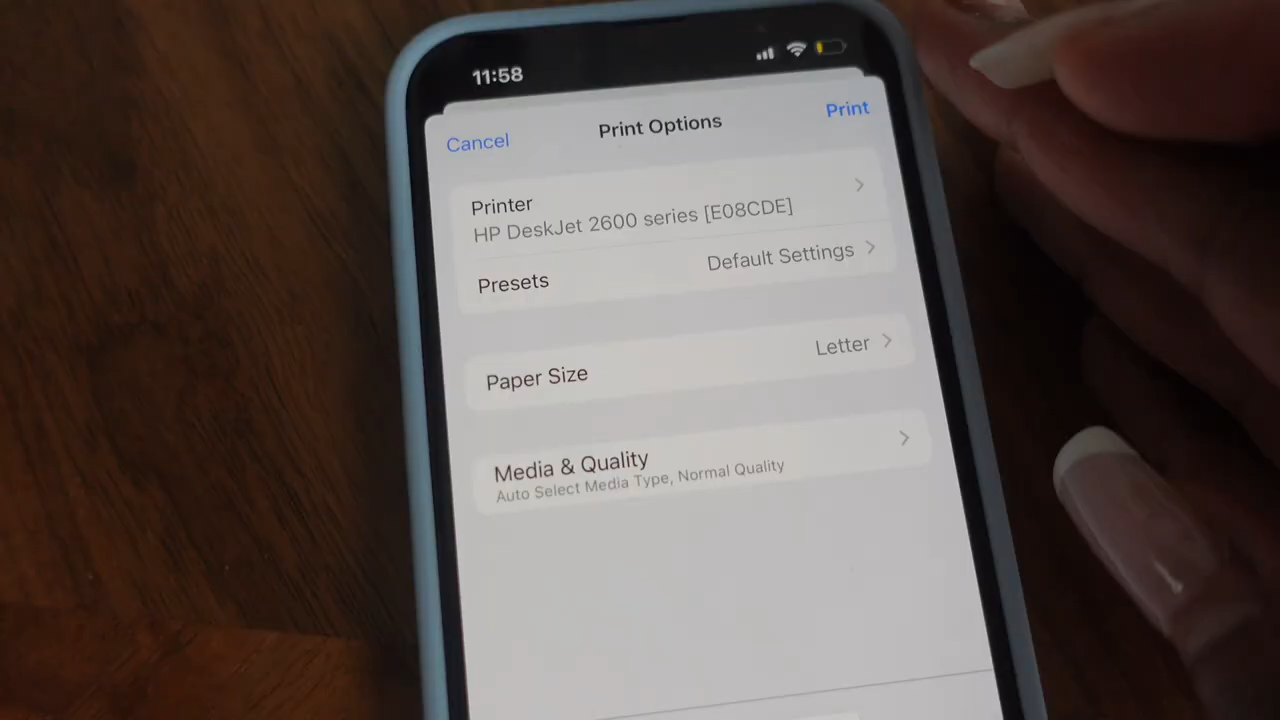 11:58
Cancel
Print Options
Print
Printer
HP DeskJet 2600 series [E08CDE]
Presets
Default Settings
Paper Size
Letter
Media & Quality
Auto Select Media Type, Normal Quality